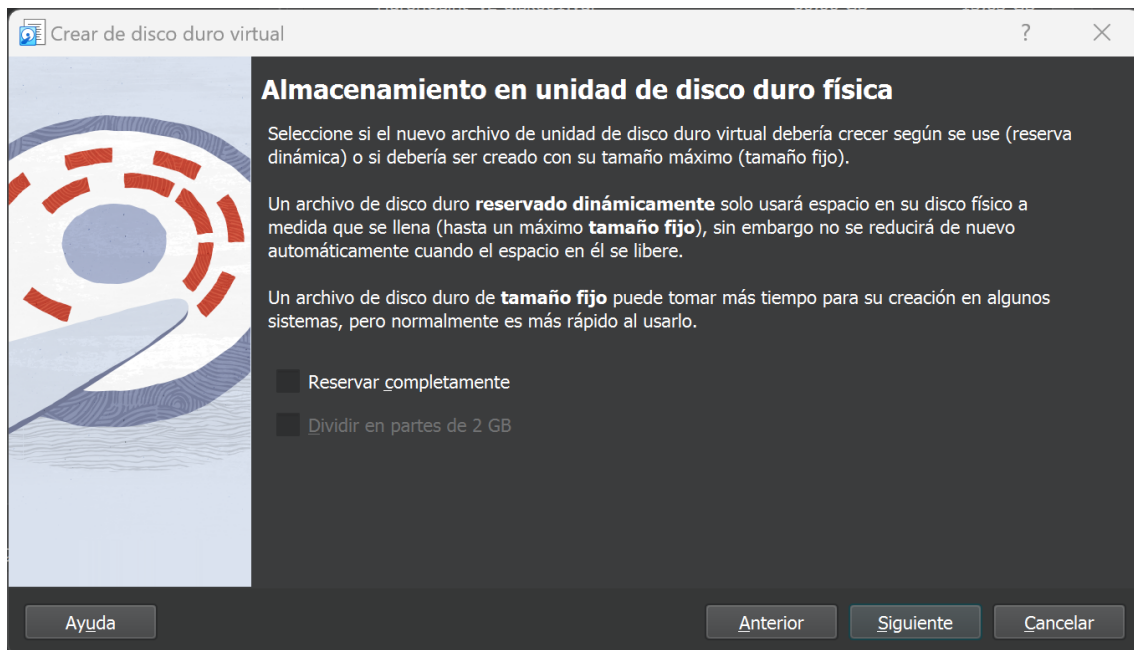 Crear de disco duro virtual
?
Almacenamiento en unidad de disco duro física
Seleccione si el nuevo archivo de unidad de disco duro virtual debería crecer según se use (reserva
dinámica) o si debería ser creado con su tamaño máximo (tamaño fijo).
Un archivo de disco duro reservado dinámicamente solo usará espacio en su disco físico a
medida que se llena (hasta un máximo tamaño fijo), sin embargo no se reducirá de nuevo
automáticamente cuando el espacio en él se libere.
Un archivo de disco duro de tamaño fijo puede tomar más tiempo para su creación en algunos
sistemas, pero normalmente es más rápido al usarlo.
Reservar completamente
Dividir en partes de 2 GB
Ayuda
Anterior
Siguiente
Cancelar